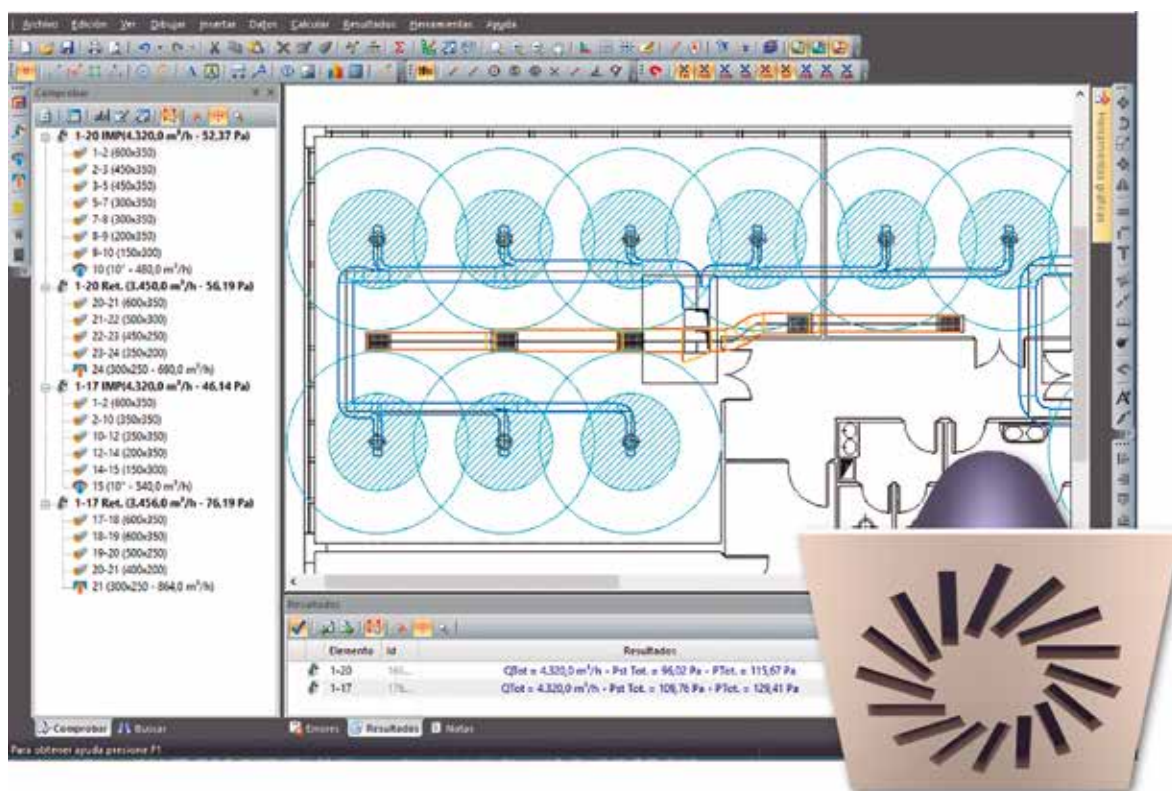 Archivo Edición Ver Dibujar Insertar Datos Calcular Resultados Herramientas Ayuda
Comprobar
1-20 IMP(4.320,0 m³/h - 52,37 Pa)
1-2 (600x350)
2-3 (450x350)
3-5 (450x350)
5-7 (300x350)
7-8 (300x350)
8-9 (200x350)
9-10 (150x300)
10 (10" - 480,0 m³/h)
1-20 Ret. (3.450,0 m³/h - 56,19 Pa)
20-21 (600x350)
21-22 (500x300)
22-23 (450x250)
23-24 (350x200)
24 (300x250 - 660,0 m³/h)
1-17 IMP(4.320,0 m³/h - 46,14 Pa)
1-2 (600x350)
2-10 (350x350)
10-12 (350x350)
12-14 (200x350)
14-15 (150x300)
15 (10" - 540,0 m³/h)
1-17 Ret. (3.456,0 m³/h - 76,19 Pa)
17-18 (600x350)
18-19 (600x350)
19-20 (500x250)
20-21 (400x200)
21 (300x250 - 864,0 m³/h)
Herramientas gráficas
Resultados
Elemento Id Resultados
1-20 QTot = 4.320,0 m³/h - Pst Tot. = 96,02 Pa - PTot. = 115,67 Pa
1-17 QTot = 4.320,0 m³/h - Pst Tot. = 109,76 Pa - PTot. = 129,41 Pa
Comprobar Buscar Errores Resultados Notas
Para obtener ayuda presione F1